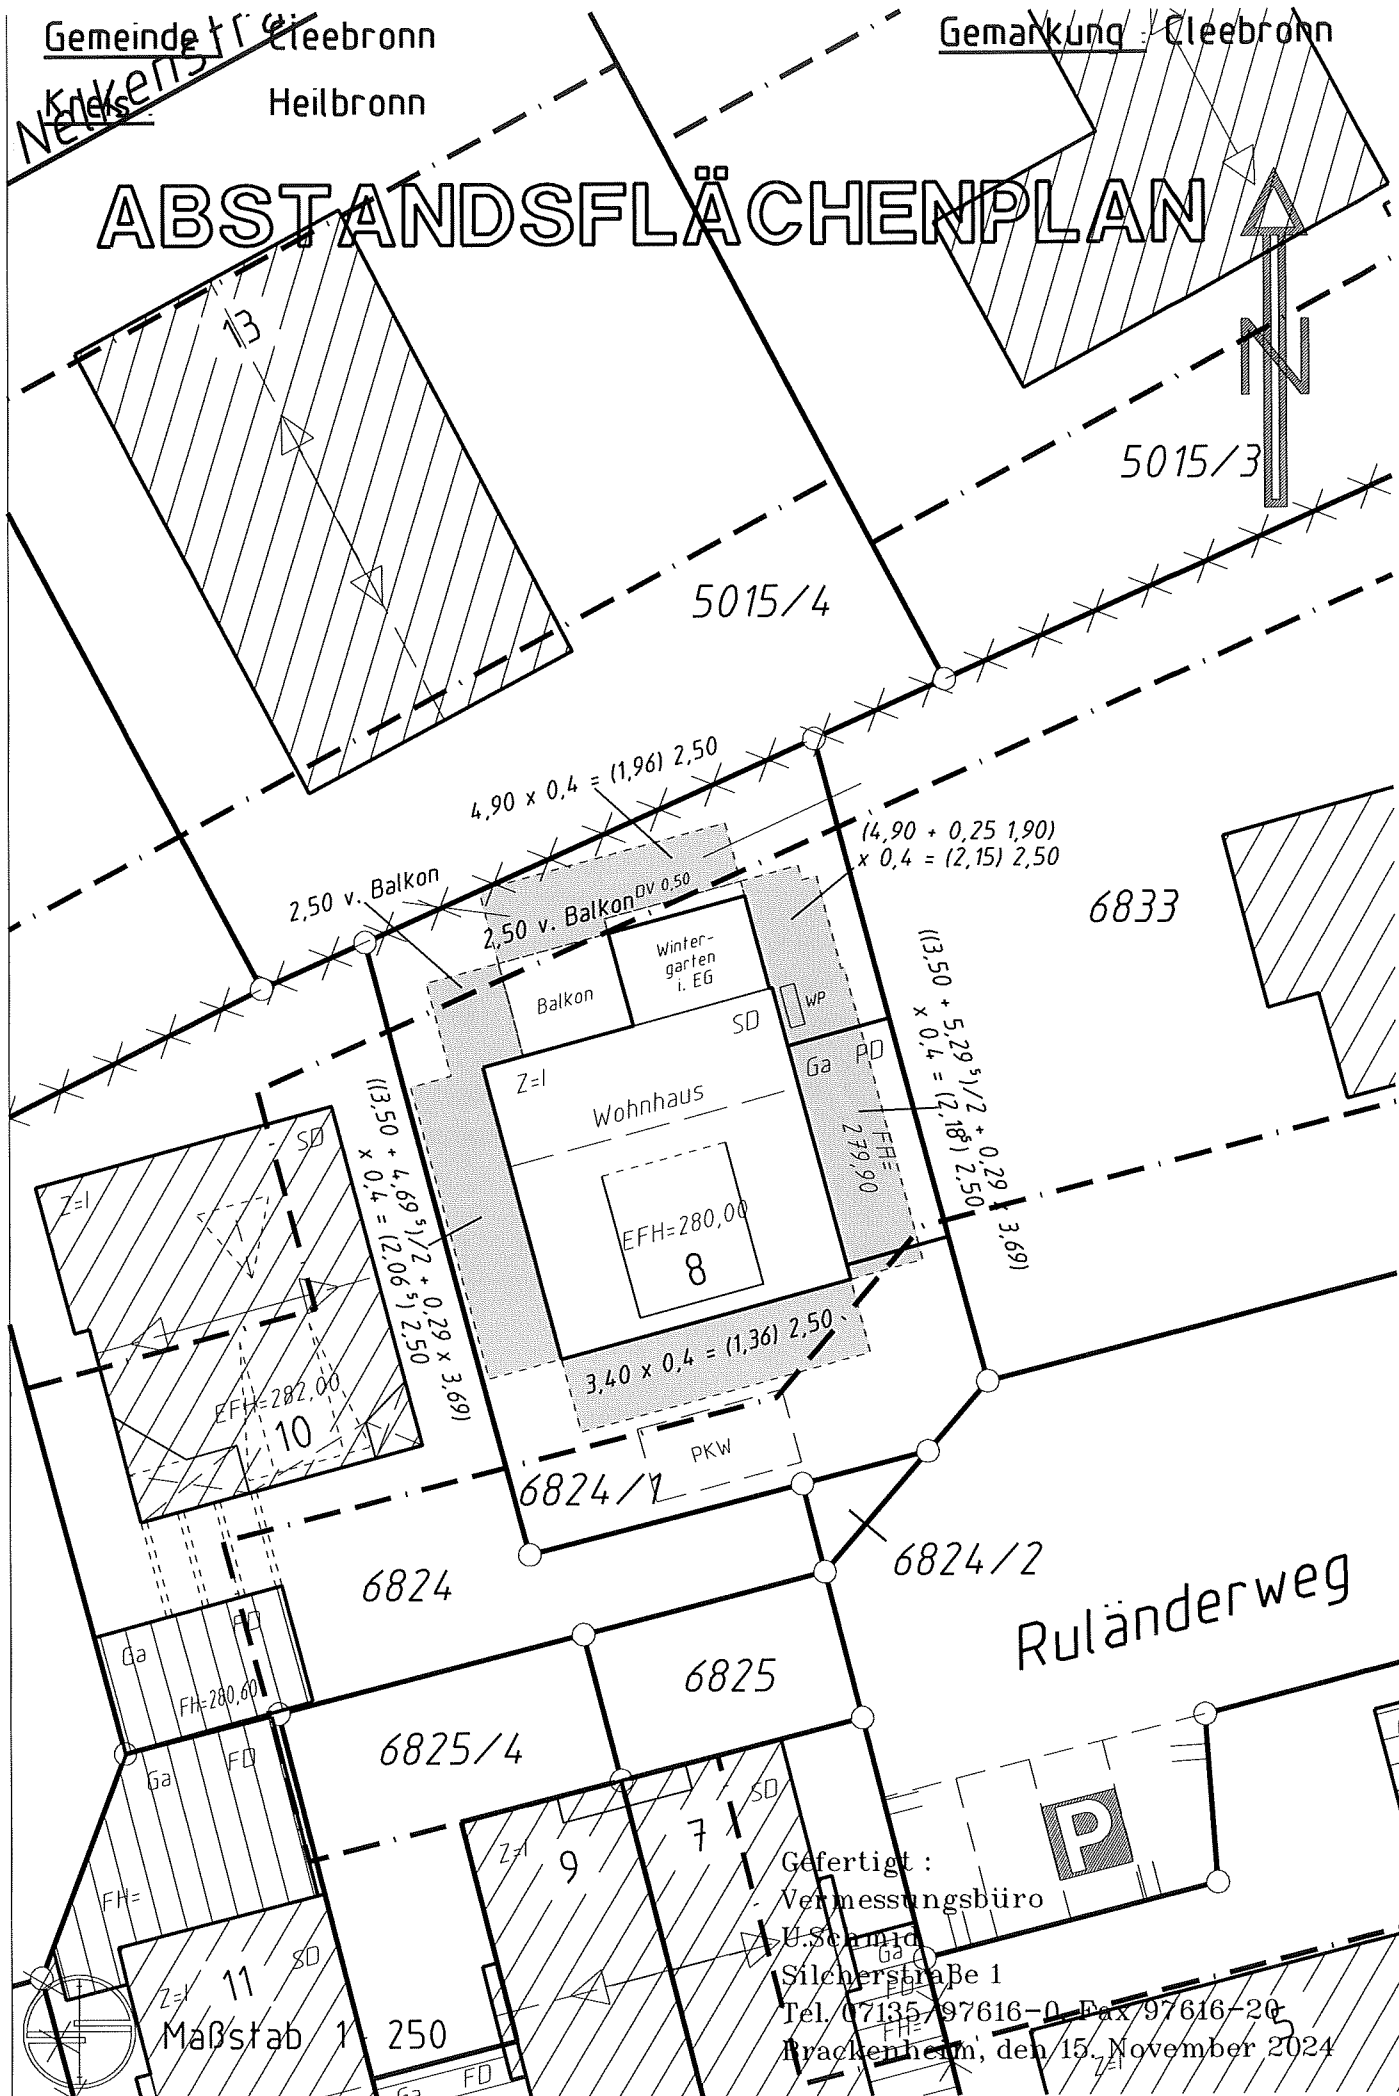 Gemeinde : Cleebronn
Gemarkung : Cleebronn
Nelkenstra
Kreis : Heilbronn
ABSTANDSFLÄCHENPLAN
N
13
5015/3
5015/4
4,90 x 0,4 = (1,96) 2,50
(4,90 + 0,25 1,90)
x 0,4 = (2,15) 2,50
2,50 v. Balkon
2,50 v. Balkon
DV 0,50
6833
Winter-
garten
i. EG
Balkon
WP
SD
Z=I
Ga
PD
Wohnhaus
FH=
279,90
((3,50 + 5,29⁵)/2 + 0,29 x 3,69)
x 0,4 = (2,18⁵) 2,50
((3,50 + 4,69⁵)/2 + 0,29 x 3,69)
x 0,4 = (2,06⁵) 2,50
EFH=280,00
8
SD
Z=I
EFH=282,00
10
3,40 x 0,4 = (1,36) 2,50
PKW
6824/1
6824/2
6824
Ruländerweg
Ga
PD
FH=280,60
6825
6825/4
Ga
FD
FH=
SD
Z=I
9
7
P
Gefertigt :
Vermessungsbüro
U.Schmid
Silcherstraße 1
Tel. 07135/97616-0 Fax 97616-20
Brackenheim, den 15. November 2024
Ga
FD
FH=
SD
Z=I
11
Maßstab 1 250
Ga
FD
5
Z=I